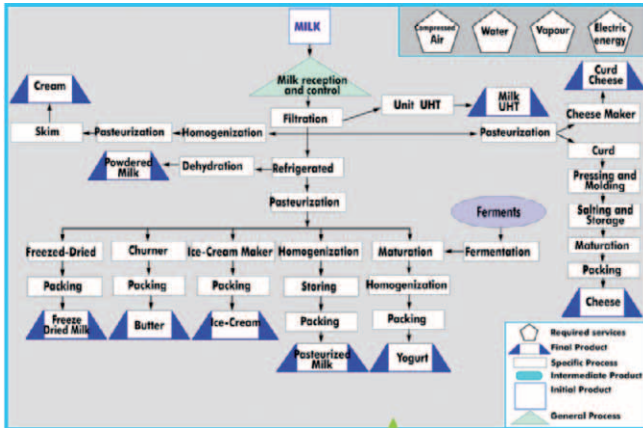 MILK
Compressed
Air
Water
Vapour
Electric
energy
Milk reception
and control
Cream
Curd
Cheese
Unit UHT
Milk
UHT
Filtration
Cheese Maker
Skim
Pasteurization
Homogenization
Pasteurization
Curd
Powdered
Milk
Dehydration
Refrigerated
Pressing and
Molding
Pasteurization
Ferments
Salting and
Storage
Freezed-Dried
Churner
Ice-Cream Maker
Homogenization
Maturation
Fermentation
Maturation
Packing
Packing
Packing
Storing
Homogenization
Packing
Freeze
Dried Milk
Butter
Ice-Cream
Packing
Packing
Cheese
Pasteurized
Milk
Yogurt
Required services
Final Product
Specific Process
Intermediate Product
Initial Product
General Process